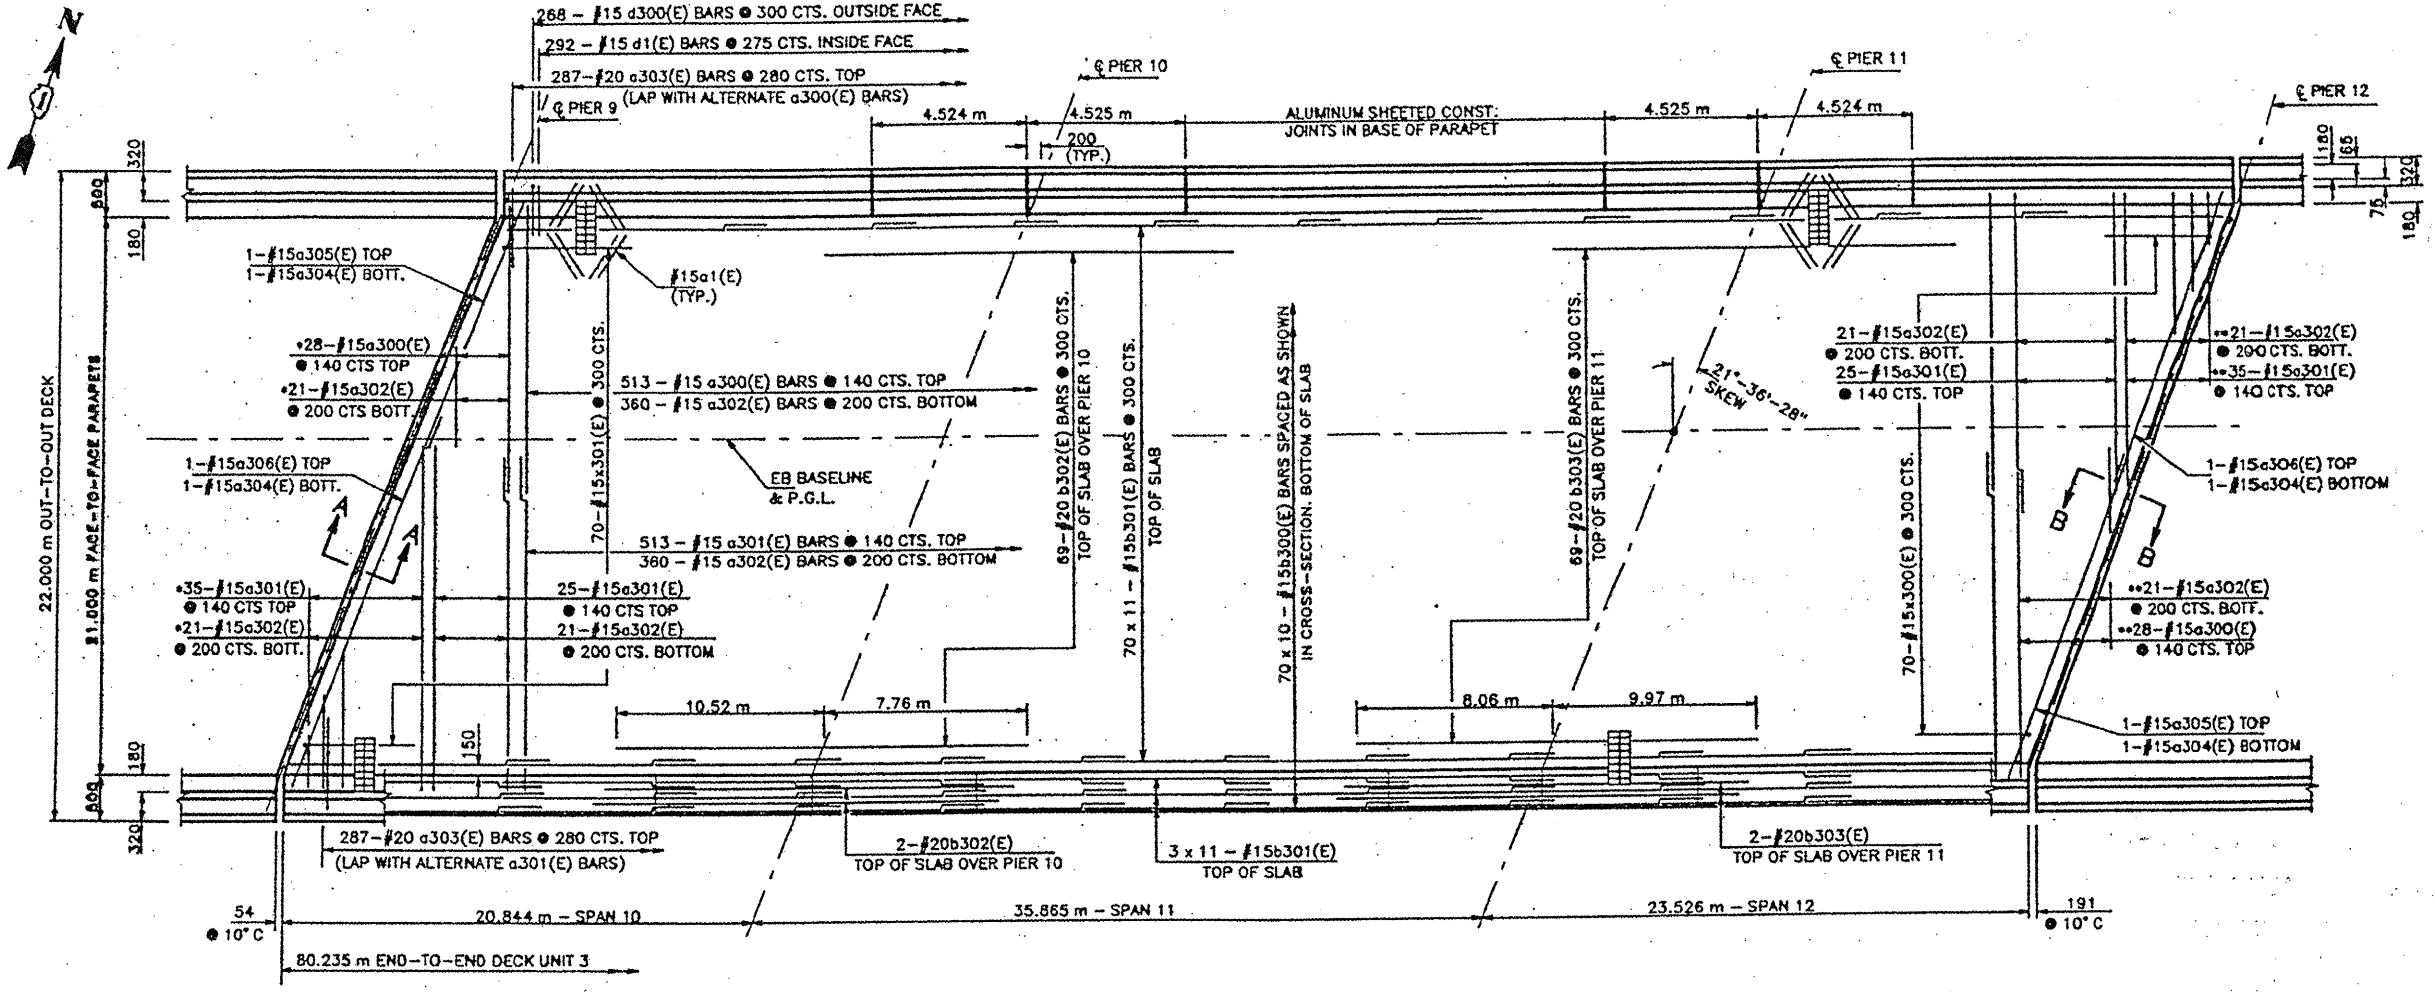 N
268 - #15 d300(E) BARS @ 300 CTS. OUTSIDE FACE
292 - #15 d1(E) BARS @ 275 CTS. INSIDE FACE
287-#20 a303(E) BARS @ 280 CTS. TOP
(LAP WITH ALTERNATE a300(E) BARS)
℄ PIER 9
℄ PIER 10
℄ PIER 11
℄ PIER 12
4.524 m
4.525 m
ALUMINUM SHEETED CONST:
JOINTS IN BASE OF PARAPET
4.525 m
4.524 m
200
(TYP.)
320
500
180
180
65
320
75
180
1-#15a305(E) TOP
1-#15a304(E) BOTT.
#15a1(E)
(TYP.)
*28-#15a300(E)
@ 140 CTS TOP
*21-#15a302(E)
@ 200 CTS BOTT.
513 - #15 a300(E) BARS @ 140 CTS. TOP
360 - #15 a302(E) BARS @ 200 CTS. BOTTOM
21-#15a302(E)
@ 200 CTS. BOTT.
25-#15a301(E)
@ 140 CTS. TOP
**21-#15a302(E)
@ 200 CTS. BOTT.
**35-#15a301(E)
@ 140 CTS. TOP
21°-36'-28"
SKEW
22.000 m OUT-TO-OUT DECK
21.000 m FACE-TO-FACE PARAPETS
70-#15x301(E) @ 300 CTS.
69-#20 b302(E) BARS @ 300 CTS.
TOP OF SLAB OVER PIER 10
70 x 11 - #15b301(E) BARS @ 300 CTS.
TOP OF SLAB
70 x 10 - #15b300(E) BARS SPACED AS SHOWN
IN CROSS-SECTION. BOTTOM OF SLAB
69-#20 b303(E) BARS @ 300 CTS.
TOP OF SLAB OVER PIER 11
70-#15x300(E) @ 300 CTS.
1-#15a306(E) TOP
1-#15a304(E) BOTT.
EB BASELINE
& P.G.L.
1-#15a306(E) TOP
1-#15a304(E) BOTTOM
A
A
B
B
513 - #15 a301(E) BARS @ 140 CTS. TOP
360 - #15 a302(E) BARS @ 200 CTS. BOTTOM
*35-#15a301(E)
@ 140 CTS TOP
*21-#15a302(E)
@ 200 CTS. BOTT.
25-#15a301(E)
@ 140 CTS TOP
21-#15a302(E)
@ 200 CTS. BOTTOM
**21-#15a302(E)
@ 200 CTS. BOTT.
**28-#15a300(E)
@ 140 CTS. TOP
10.52 m
7.76 m
8.06 m
9.97 m
1-#15a305(E) TOP
1-#15a304(E) BOTTOM
150
180
500
320
287-#20 a303(E) BARS @ 280 CTS. TOP
(LAP WITH ALTERNATE a301(E) BARS)
2-#20b302(E)
TOP OF SLAB OVER PIER 10
3 x 11 - #15b301(E)
TOP OF SLAB
2-#20b303(E)
TOP OF SLAB OVER PIER 11
54
@ 10° C
20.844 m - SPAN 10
35.865 m - SPAN 11
23.526 m - SPAN 12
191
@ 10° C
80.235 m END-TO-END DECK UNIT 3